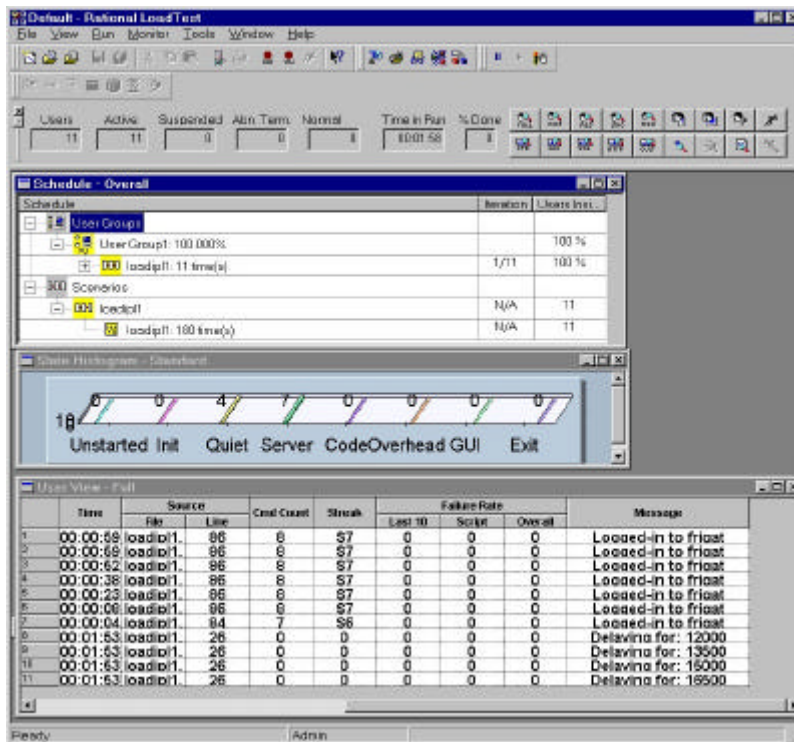 Default - Rational LoadTest
File View Run Monitor Tools Window Help
Users Active Suspended Abn. Term. Normal Time in Run % Done
11 11 0 0 0 00:01:58 0
Schedule - Overall
Schedule Iteration Users Inst...
User Groups
User Group1: 100.000% 100 %
loadipl1: 11 time(s) 1/11 100 %
Scenarios
loadipl1 N/A 11
loadipl1: 180 time(s) N/A 11
State Histogram - Standard
0 0 4 7 0 0 0 0
Unstarted Init Quiet Server Code Overhead GUI Exit
User View - Full
Time Source Cmd Count Streak Failure Rate Message
File Line Last 10 Script Overall
1 00:00:59 loadipl1. 86 8 S7 0 0 0 Logged-in to frigat
2 00:00:59 loadipl1. 86 8 S7 0 0 0 Logged-in to frigat
3 00:00:52 loadipl1. 86 8 S7 0 0 0 Logged-in to frigat
4 00:00:38 loadipl1. 86 8 S7 0 0 0 Logged-in to frigat
5 00:00:23 loadipl1. 86 8 S7 0 0 0 Logged-in to frigat
6 00:00:08 loadipl1. 86 8 S7 0 0 0 Logged-in to frigat
7 00:00:04 loadipl1. 84 7 S6 0 0 0 Logged-in to frigat
8 00:01:53 loadipl1. 26 0 0 0 0 0 Delaying for: 12000
9 00:01:53 loadipl1. 26 0 0 0 0 0 Delaying for: 13500
10 00:01:53 loadipl1. 26 0 0 0 0 0 Delaying for: 15000
11 00:01:53 loadipl1. 26 0 0 0 0 0 Delaying for: 16500
Ready Admin